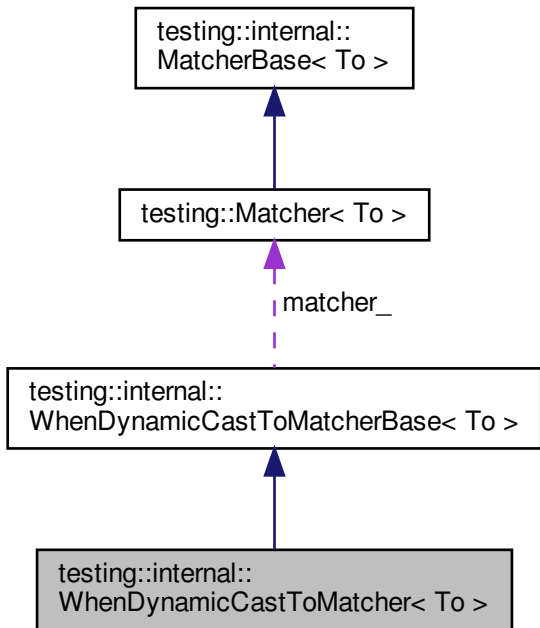 testing::internal::
MatcherBase< To >
testing::Matcher< To >
matcher_
testing::internal::
WhenDynamicCastToMatcherBase< To >
testing::internal::
WhenDynamicCastToMatcher< To >